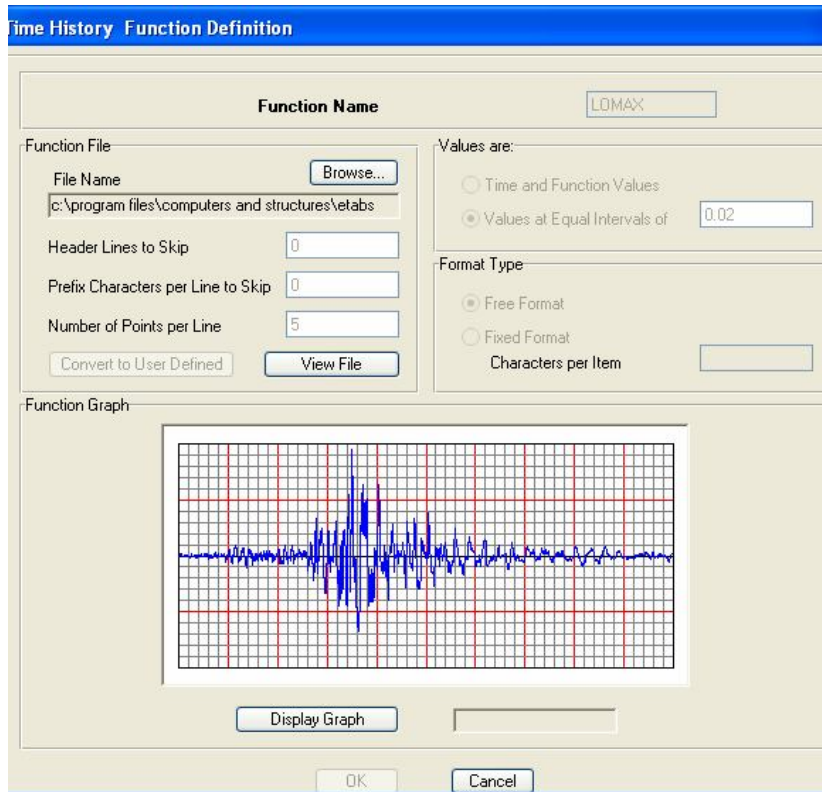 Time History Function Definition
Function Name
LOMAX
Function File
File Name
Browse...
c:\program files\computers and structures\etabs
Header Lines to Skip
0
Prefix Characters per Line to Skip
0
Number of Points per Line
5
Convert to User Defined
View File
Values are:
Time and Function Values
Values at Equal Intervals of
0.02
Format Type
Free Format
Fixed Format
Characters per Item
Function Graph
Display Graph
OK
Cancel